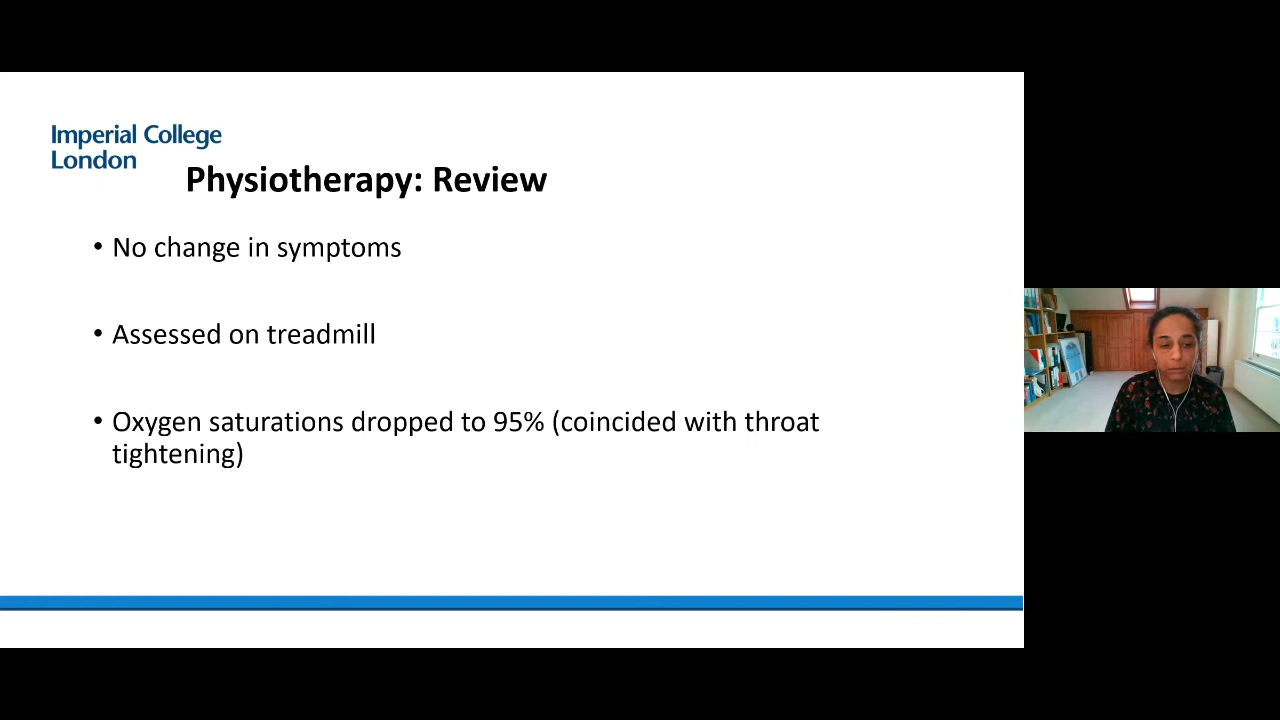 Imperial College
London
Physiotherapy: Review
• No change in symptoms
• Assessed on treadmill
• Oxygen saturations dropped to 95% (coincided with throat
tightening)